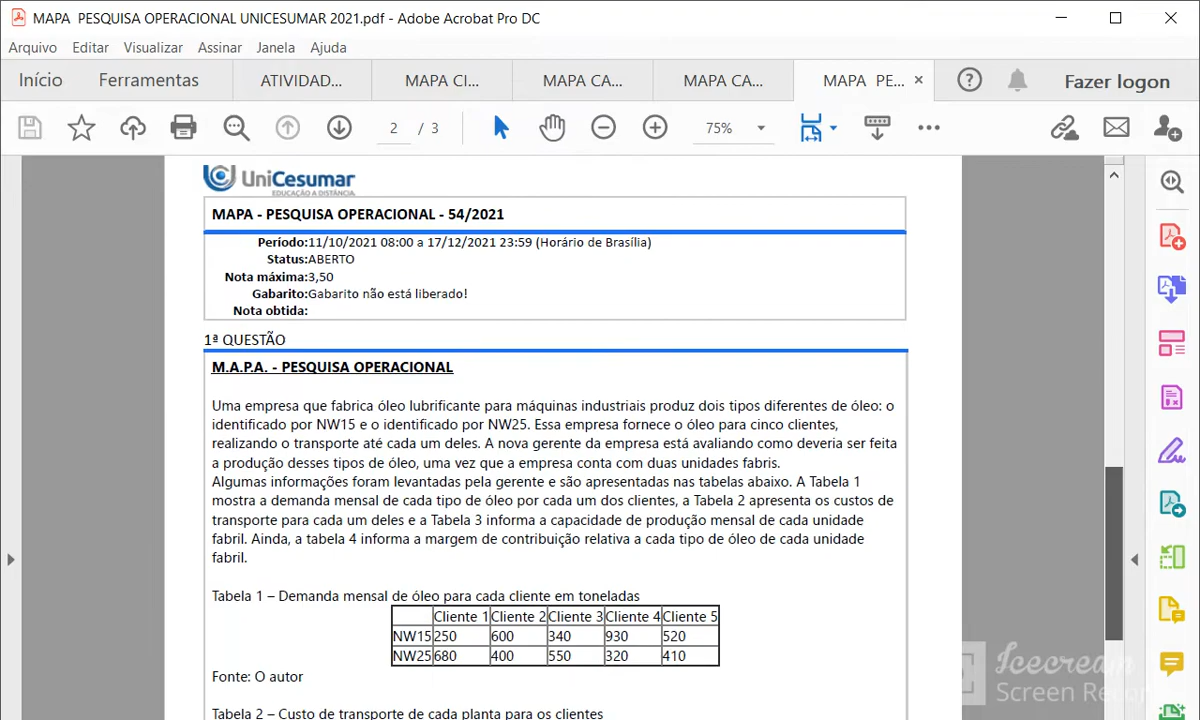 MAPA  PESQUISA OPERACIONAL UNICESUMAR 2021.pdf - Adobe Acrobat Pro DC
Arquivo Editar Visualizar Assinar Janela Ajuda
Início Ferramentas ATIVIDAD... MAPA CI... MAPA CA... MAPA CA... MAPA  PE... × Fazer logon
2 / 3 75%
UniCesumar
EDUCAÇÃO A DISTÂNCIA
MAPA - PESQUISA OPERACIONAL - 54/2021
Período:11/10/2021 08:00 a 17/12/2021 23:59 (Horário de Brasília)
Status:ABERTO
Nota máxima:3,50
Gabarito:Gabarito não está liberado!
Nota obtida:
1ª QUESTÃO
M.A.P.A. - PESQUISA OPERACIONAL
Uma empresa que fabrica óleo lubrificante para máquinas industriais produz dois tipos diferentes de óleo: o
identificado por NW15 e o identificado por NW25. Essa empresa fornece o óleo para cinco clientes,
realizando o transporte até cada um deles. A nova gerente da empresa está avaliando como deveria ser feita
a produção desses tipos de óleo, uma vez que a empresa conta com duas unidades fabris.
Algumas informações foram levantadas pela gerente e são apresentadas nas tabelas abaixo. A Tabela 1
mostra a demanda mensal de cada tipo de óleo por cada um dos clientes, a Tabela 2 apresenta os custos de
transporte para cada um deles e a Tabela 3 informa a capacidade de produção mensal de cada unidade
fabril. Ainda, a tabela 4 informa a margem de contribuição relativa a cada tipo de óleo de cada unidade
fabril.
Tabela 1 – Demanda mensal de óleo para cada cliente em toneladas
Cliente 1 Cliente 2 Cliente 3 Cliente 4 Cliente 5
NW15 250 600 340 930 520
NW25 680 400 550 320 410
Fonte: O autor
Tabela 2 – Custo de transporte de cada planta para os clientes
Icecream
Screen Recor